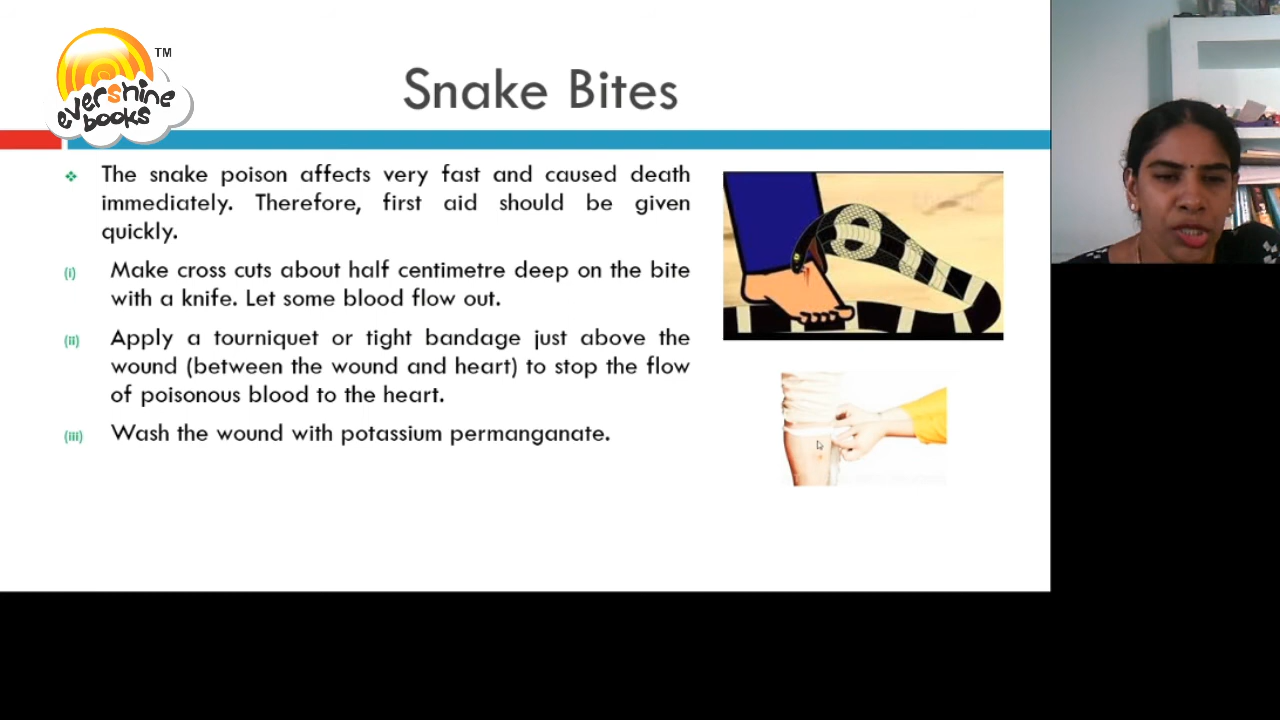 evershine
books
TM
Snake Bites
The snake poison affects very fast and caused death
immediately. Therefore, first aid should be given
quickly.
(i) Make cross cuts about half centimetre deep on the bite
with a knife. Let some blood flow out.
(ii) Apply a tourniquet or tight bandage just above the
wound (between the wound and heart) to stop the flow
of poisonous blood to the heart.
(iii) Wash the wound with potassium permanganate.